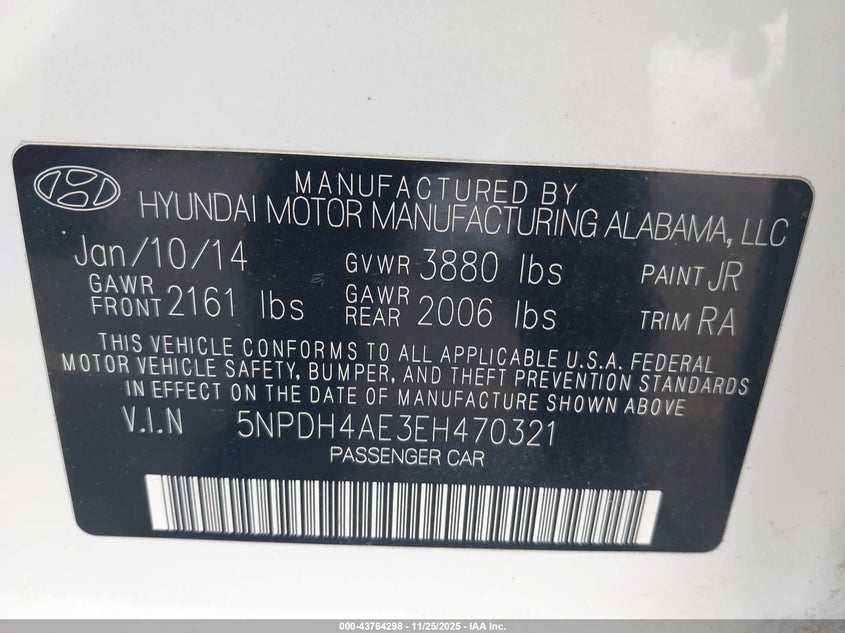 MANUFACTURED BY
HYUNDAI MOTOR MANUFACTURING ALABAMA, LLC
Jan/10/14 GVWR 3880 lbs PAINT JR
GAWR FRONT 2161 lbs GAWR REAR 2006 lbs TRIM RA
THIS VEHICLE CONFORMS TO ALL APPLICABLE U.S.A. FEDERAL
MOTOR VEHICLE SAFETY, BUMPER, AND THEFT PREVENTION STANDARDS
IN EFFECT ON THE DATE OF MANUFACTURE SHOWN ABOVE
V.I.N 5NPDH4AE3EH470321
PASSENGER CAR
000-43764298 - 11/25/2025 - IAA Inc.